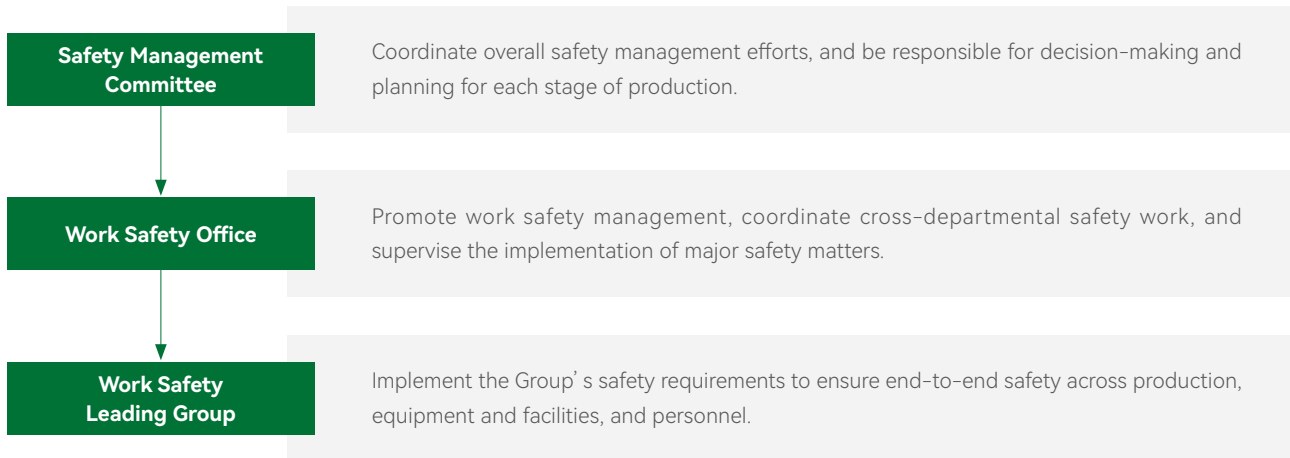 Safety Management
Committee
Coordinate overall safety management efforts, and be responsible for decision-making and
planning for each stage of production.
Work Safety Office
Promote work safety management, coordinate cross-departmental safety work, and
supervise the implementation of major safety matters.
Work Safety
Leading Group
Implement the Group’s safety requirements to ensure end-to-end safety across production,
equipment and facilities, and personnel.